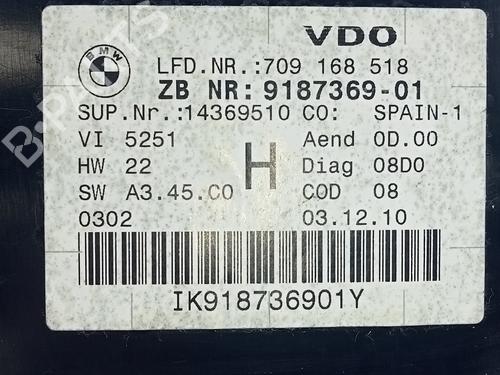 BMW
VDO
LFD.NR.:709 168 518
ZB NR: 9187369-01
SUP.Nr.:14369510 CO: SPAIN-1
VI 5251 Aend 0D.00
HW 22 H Diag 08D0
SW A3.45.C0 COD 08
0302 03.12.10
IK918736901Y